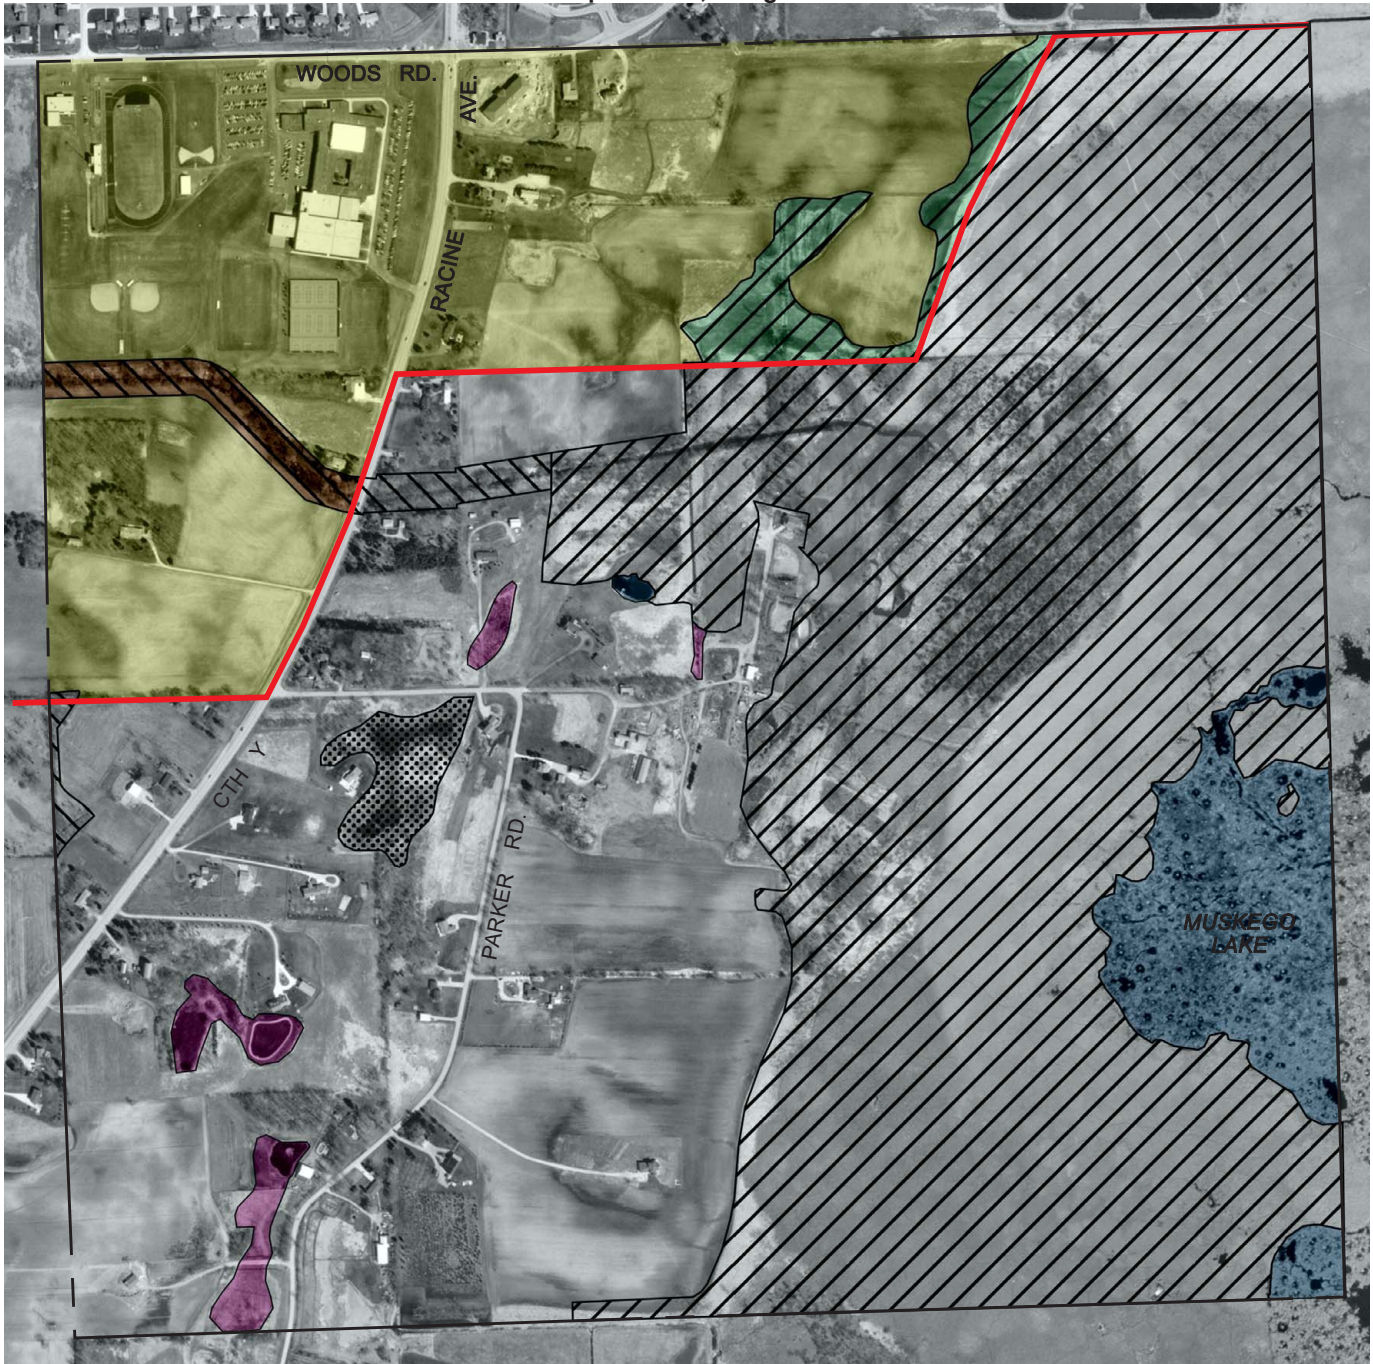 WOODS RD.
AVE.
RACINE
CTH Y
PARKER RD.
MUSKEGO
LAKE